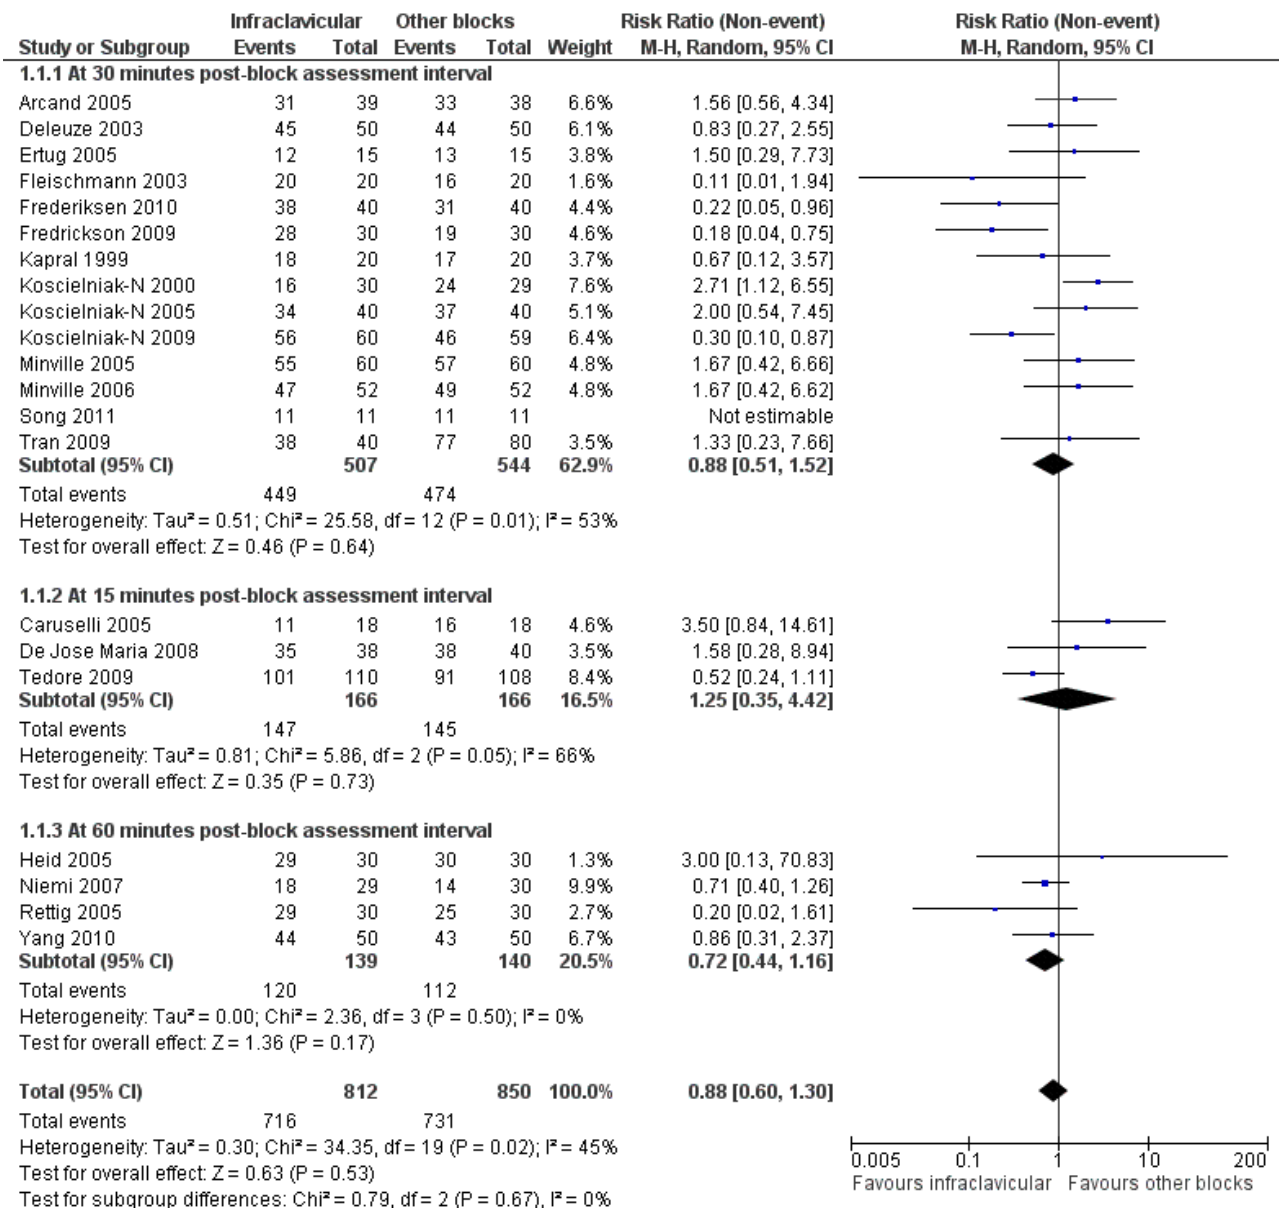 Infraclavicular Other blocks Risk Ratio (Non-event) Risk Ratio (Non-event)
Study or Subgroup Events Total Events Total Weight M-H, Random, 95% CI M-H, Random, 95% CI
1.1.1 At 30 minutes post-block assessment interval
Arcand 2005 31 39 33 38 6.6% 1.56 [0.56, 4.34]
Deleuze 2003 45 50 44 50 6.1% 0.83 [0.27, 2.55]
Ertug 2005 12 15 13 15 3.8% 1.50 [0.29, 7.73]
Fleischmann 2003 20 20 16 20 1.6% 0.11 [0.01, 1.94]
Frederiksen 2010 38 40 31 40 4.4% 0.22 [0.05, 0.96]
Fredrickson 2009 28 30 19 30 4.6% 0.18 [0.04, 0.75]
Kapral 1999 18 20 17 20 3.7% 0.67 [0.12, 3.57]
Koscielniak-N 2000 16 30 24 29 7.6% 2.71 [1.12, 6.55]
Koscielniak-N 2005 34 40 37 40 5.1% 2.00 [0.54, 7.45]
Koscielniak-N 2009 56 60 46 59 6.4% 0.30 [0.10, 0.87]
Minville 2005 55 60 57 60 4.8% 1.67 [0.42, 6.66]
Minville 2006 47 52 49 52 4.8% 1.67 [0.42, 6.62]
Song 2011 11 11 11 11 Not estimable
Tran 2009 38 40 77 80 3.5% 1.33 [0.23, 7.66]
Subtotal (95% CI) 507 544 62.9% 0.88 [0.51, 1.52]
Total events 449 474
Heterogeneity: Tau² = 0.51; Chi² = 25.58, df = 12 (P = 0.01); I² = 53%
Test for overall effect: Z = 0.46 (P = 0.64)
1.1.2 At 15 minutes post-block assessment interval
Caruselli 2005 11 18 16 18 4.6% 3.50 [0.84, 14.61]
De Jose Maria 2008 35 38 38 40 3.5% 1.58 [0.28, 8.94]
Tedore 2009 101 110 91 108 8.4% 0.52 [0.24, 1.11]
Subtotal (95% CI) 166 166 16.5% 1.25 [0.35, 4.42]
Total events 147 145
Heterogeneity: Tau² = 0.81; Chi² = 5.86, df = 2 (P = 0.05); I² = 66%
Test for overall effect: Z = 0.35 (P = 0.73)
1.1.3 At 60 minutes post-block assessment interval
Heid 2005 29 30 30 30 1.3% 3.00 [0.13, 70.83]
Niemi 2007 18 29 14 30 9.9% 0.71 [0.40, 1.26]
Rettig 2005 29 30 25 30 2.7% 0.20 [0.02, 1.61]
Yang 2010 44 50 43 50 6.7% 0.86 [0.31, 2.37]
Subtotal (95% CI) 139 140 20.5% 0.72 [0.44, 1.16]
Total events 120 112
Heterogeneity: Tau² = 0.00; Chi² = 2.36, df = 3 (P = 0.50); I² = 0%
Test for overall effect: Z = 1.36 (P = 0.17)
Total (95% CI) 812 850 100.0% 0.88 [0.60, 1.30]
Total events 716 731
Heterogeneity: Tau² = 0.30; Chi² = 34.35, df = 19 (P = 0.02); I² = 45%
Test for overall effect: Z = 0.63 (P = 0.53)
Test for subgroup differences: Chi² = 0.79, df = 2 (P = 0.67), I² = 0%
0.005 0.1 1 10 200
Favours infraclavicular Favours other blocks